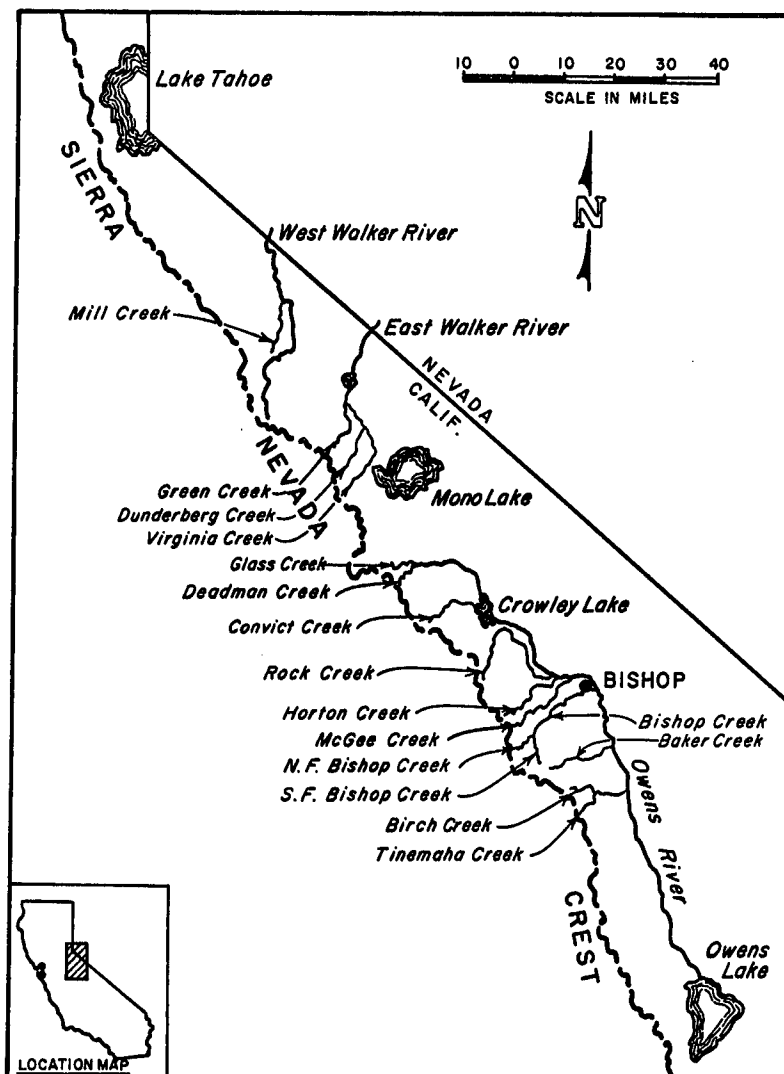 Lake Tahoe
10 0 10 20 30 40
SCALE IN MILES
SIERRA
N
West Walker River
Mill Creek
East Walker River
NEVADA
CALIF.
NEVADA
Green Creek
Dunderberg Creek
Virginia Creek
Mono Lake
Glass Creek
Deadman Creek
Convict Creek
Crowley Lake
Rock Creek
BISHOP
Horton Creek
Bishop Creek
McGee Creek
Baker Creek
N.F. Bishop Creek
S.F. Bishop Creek
Owens River
Birch Creek
Tinemaha Creek
CREST
Owens
Lake
LOCATION MAP